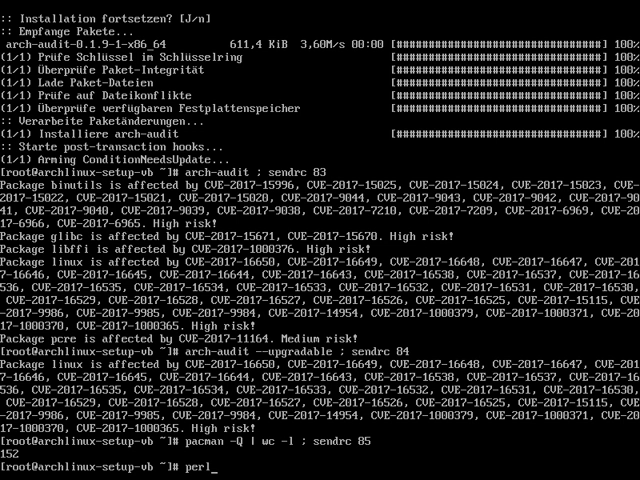 :: Installation fortsetzen? [J/n]
:: Empfange Pakete...
arch-audit-0.1.9-1-x86_64 611,4 KiB 3,60M/s 00:00 [################################] 100%
(1/1) Prüfe Schlüssel im Schlüsselring [################################] 100%
(1/1) Überprüfe Paket-Integrität [################################] 100%
(1/1) Lade Paket-Dateien [################################] 100%
(1/1) Prüfe auf Dateikonflikte [################################] 100%
(1/1) Überprüfe verfügbaren Festplattenspeicher [################################] 100%
:: Verarbeite Paketänderungen...
(1/1) Installiere arch-audit [################################] 100%
:: Starte post-transaction hooks...
(1/1) Arming ConditionNeedsUpdate...
[root@archlinux-setup-vb ~]# arch-audit ; sendrc 83
Package binutils is affected by CVE-2017-15996, CVE-2017-15025, CVE-2017-15024, CVE-2017-15023, CVE-2
017-15022, CVE-2017-15021, CVE-2017-15020, CVE-2017-9044, CVE-2017-9043, CVE-2017-9042, CVE-2017-90
41, CVE-2017-9040, CVE-2017-9039, CVE-2017-9038, CVE-2017-7210, CVE-2017-7209, CVE-2017-6969, CVE-20
17-6966, CVE-2017-6965. High risk!
Package glibc is affected by CVE-2017-15671, CVE-2017-15670. High risk!
Package libffi is affected by CVE-2017-1000376. High risk!
Package linux is affected by CVE-2017-16650, CVE-2017-16649, CVE-2017-16648, CVE-2017-16647, CVE-201
7-16646, CVE-2017-16645, CVE-2017-16644, CVE-2017-16643, CVE-2017-16538, CVE-2017-16537, CVE-2017-16
536, CVE-2017-16535, CVE-2017-16534, CVE-2017-16533, CVE-2017-16532, CVE-2017-16531, CVE-2017-16530,
CVE-2017-16529, CVE-2017-16528, CVE-2017-16527, CVE-2017-16526, CVE-2017-16525, CVE-2017-15115, CVE
-2017-9986, CVE-2017-9985, CVE-2017-9984, CVE-2017-14954, CVE-2017-1000379, CVE-2017-1000371, CVE-20
17-1000370, CVE-2017-1000365. High risk!
Package pcre is affected by CVE-2017-11164. Medium risk!
[root@archlinux-setup-vb ~]# arch-audit --upgradable ; sendrc 84
Package linux is affected by CVE-2017-16650, CVE-2017-16649, CVE-2017-16648, CVE-2017-16647, CVE-201
7-16646, CVE-2017-16645, CVE-2017-16644, CVE-2017-16643, CVE-2017-16538, CVE-2017-16537, CVE-2017-16
536, CVE-2017-16535, CVE-2017-16534, CVE-2017-16533, CVE-2017-16532, CVE-2017-16531, CVE-2017-16530,
CVE-2017-16529, CVE-2017-16528, CVE-2017-16527, CVE-2017-16526, CVE-2017-16525, CVE-2017-15115, CVE
-2017-9986, CVE-2017-9985, CVE-2017-9984, CVE-2017-14954, CVE-2017-1000379, CVE-2017-1000371, CVE-20
17-1000370, CVE-2017-1000365. High risk!
[root@archlinux-setup-vb ~]# pacman -Q | wc -l ; sendrc 85
152
[root@archlinux-setup-vb ~]# perl_